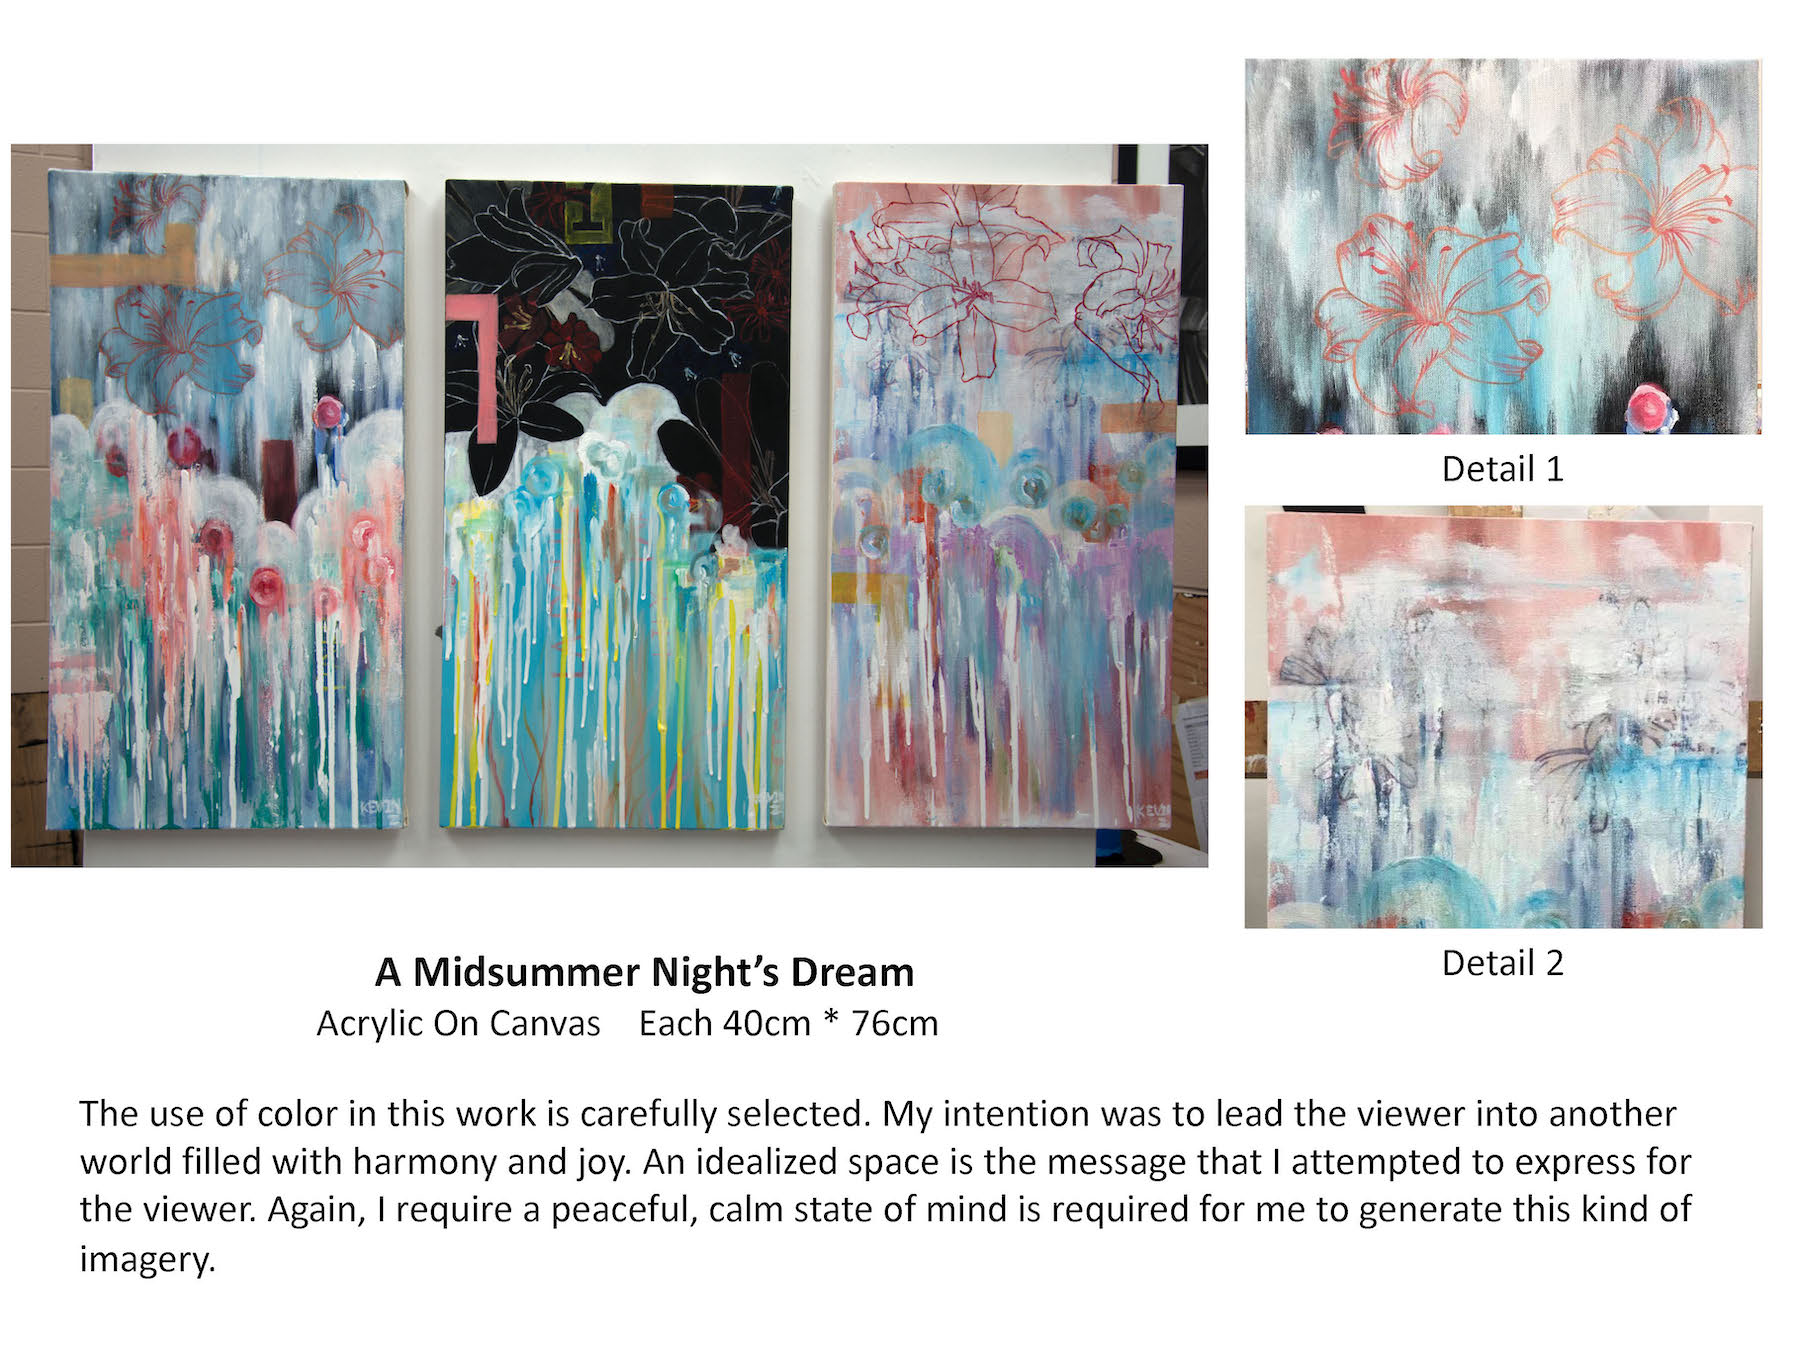 KEVIN
Z
KEVIN
Z
KEVIN
Z
Detail 1
Detail 2
A Midsummer Night’s Dream
Acrylic On Canvas    Each 40cm * 76cm
The use of color in this work is carefully selected. My intention was to lead the viewer into another
world filled with harmony and joy. An idealized space is the message that I attempted to express for
the viewer. Again, I require a peaceful, calm state of mind is required for me to generate this kind of
imagery.